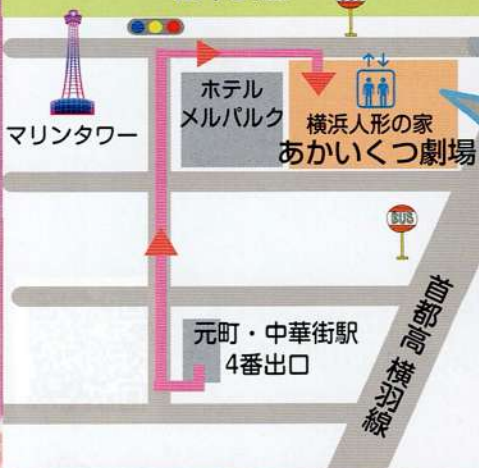 マリンタワー
ホテル
メルパルク
横浜人形の家
あかいくつ劇場
BUS
元町・中華街駅
4番出口
首都高 横羽線